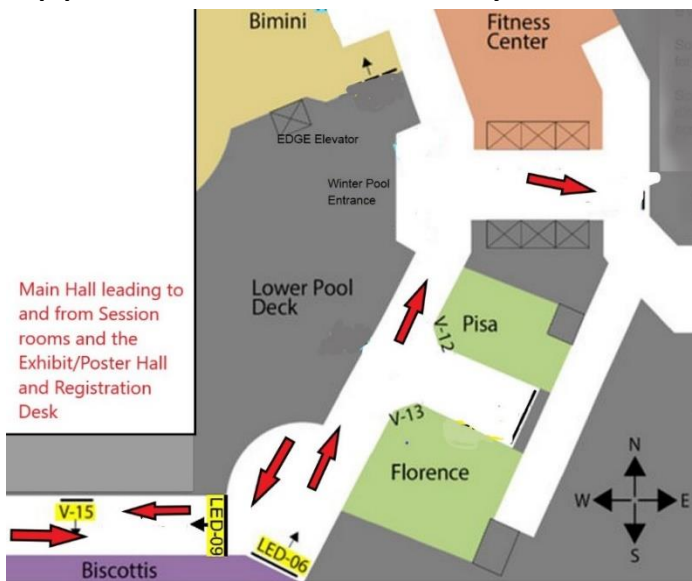 Bimini
Fitness
Center
EDGE Elevator
Winter Pool
Entrance
Main Hall leading to
and from Session
rooms and the
Exhibit/Poster Hall
and Registration
Desk
Lower Pool
Deck
Pisa
V-12
V-13
Florence
N
W
E
S
V-15
LED-09
LED-06
Biscottis